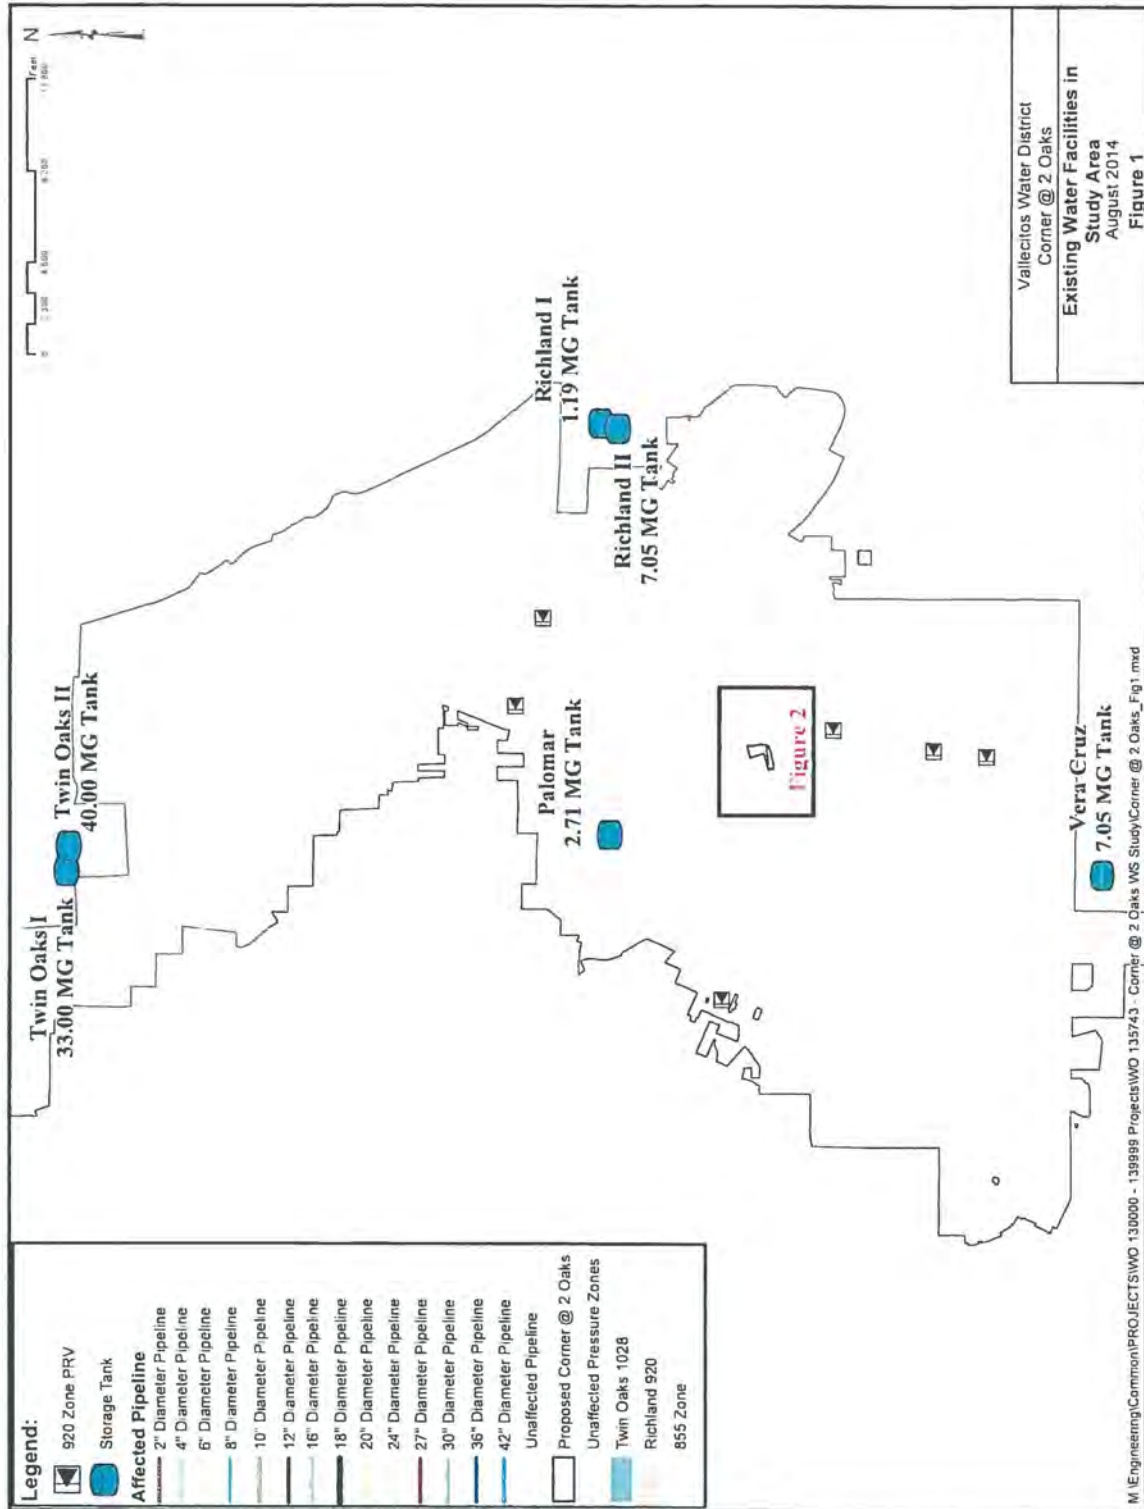 Legend:
920 Zone PRV
Storage Tank
Affected Pipeline
2" Diameter Pipeline
4" Diameter Pipeline
6" Diameter Pipeline
8" Diameter Pipeline
10" Diameter Pipeline
12" Diameter Pipeline
16" Diameter Pipeline
18" Diameter Pipeline
20" Diameter Pipeline
24" Diameter Pipeline
27" Diameter Pipeline
30" Diameter Pipeline
36" Diameter Pipeline
42" Diameter Pipeline
Unaffected Pipeline
Proposed Corner @ 2 Oaks
Unaffected Pressure Zones
Twin Oaks 1028
Richland 920
855 Zone
Twin Oaks I
33.00 MG Tank
Twin Oaks II
40.00 MG Tank
N
Feet
0
Palomar
2.71 MG Tank
Richland I
1.19 MG Tank
Richland II
7.05 MG Tank
Figure 2
Vera Cruz
7.05 MG Tank
Vallecitos Water District
Corner @ 2 Oaks
Existing Water Facilities in
Study Area
August 2014
Figure 1
M:\Engineering\Common\PROJECTS\WO 130000 - 139999 Projects\WO 135743 - Corner @ 2 Oaks WS Study\Corner @ 2 Oaks_Fig1.mxd